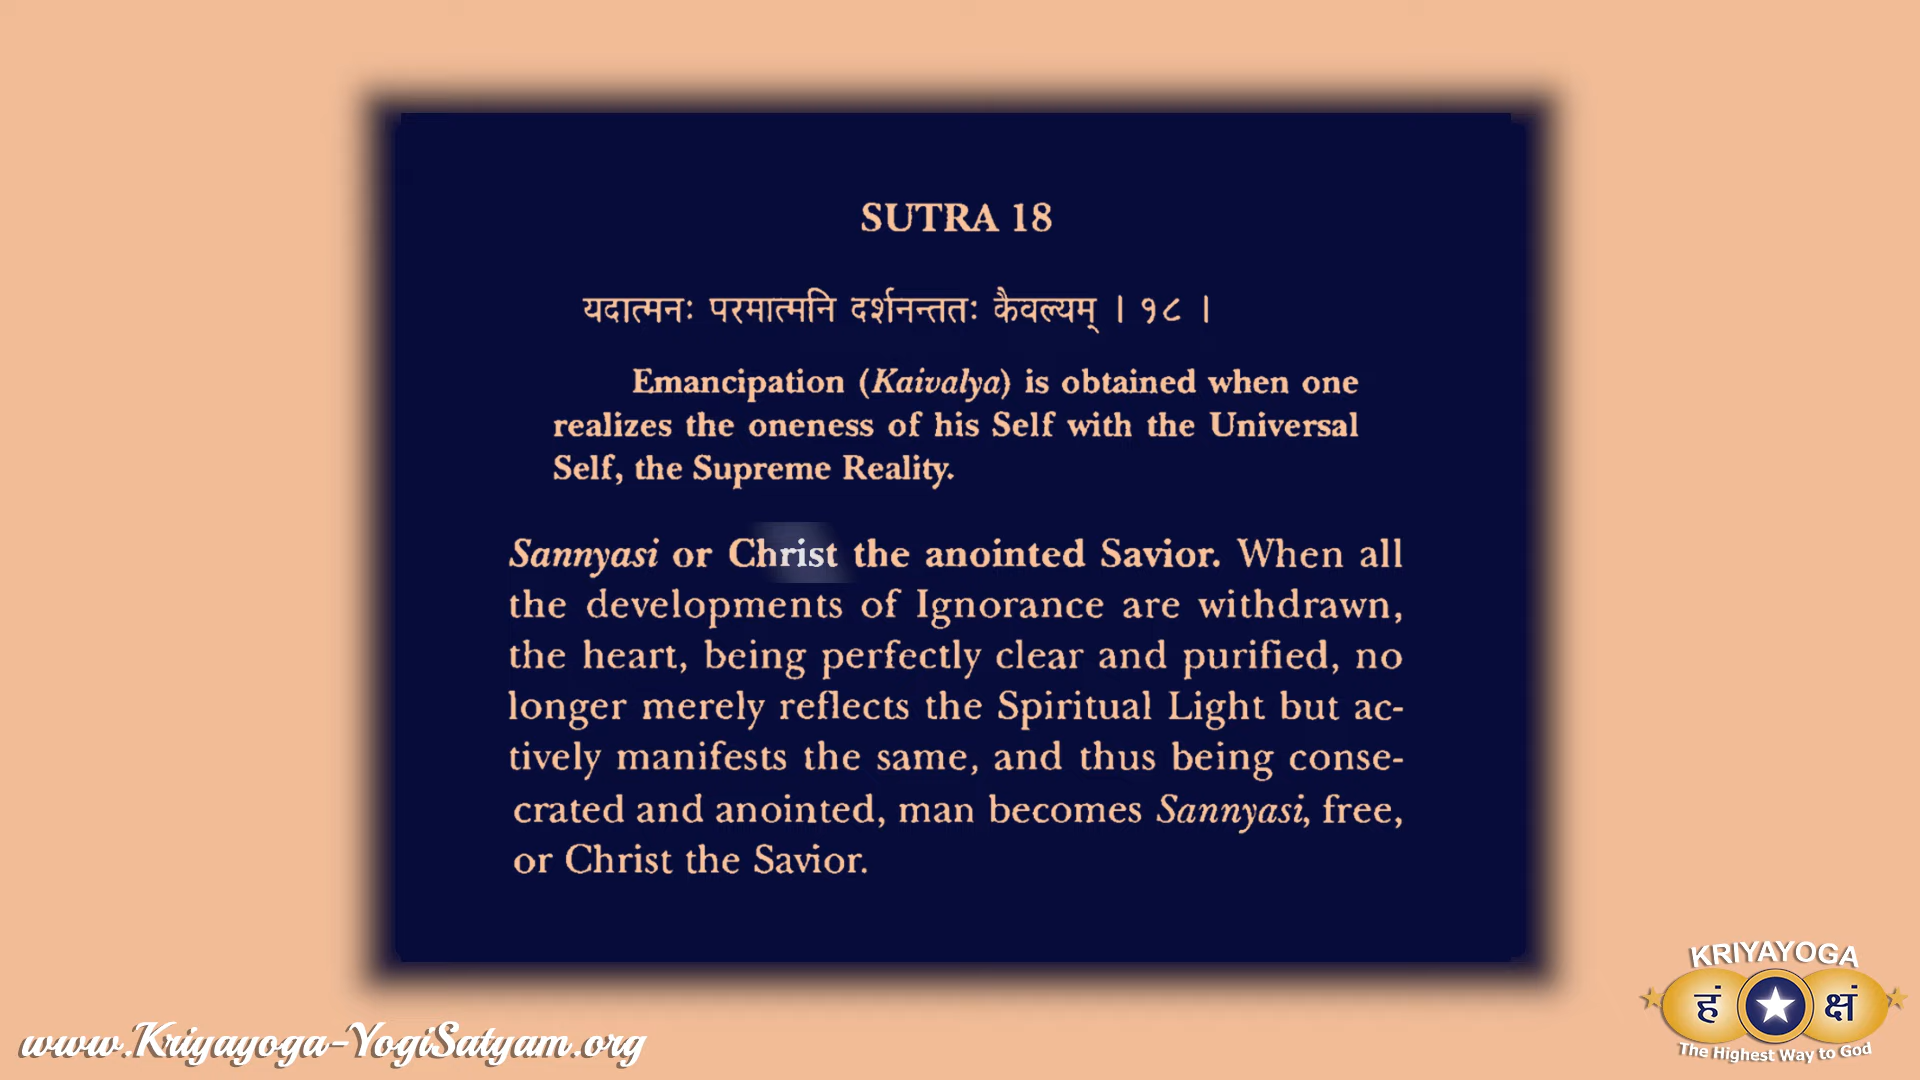 SUTRA 18
यदात्मनः परमात्मनि दर्शनन्ततः कैवल्यम् । १८ ।
Emancipation (Kaivalya) is obtained when one
realizes the oneness of his Self with the Universal
Self, the Supreme Reality.
Sannyasi or Christ the anointed Savior. When all
the developments of Ignorance are withdrawn,
the heart, being perfectly clear and purified, no
longer merely reflects the Spiritual Light but ac-
tively manifests the same, and thus being conse-
crated and anointed, man becomes Sannyasi, free,
or Christ the Savior.
KRIYAYOGA
हं क्षं
The Highest Way to God
www.Kriyayoga-YogiSatyam.org